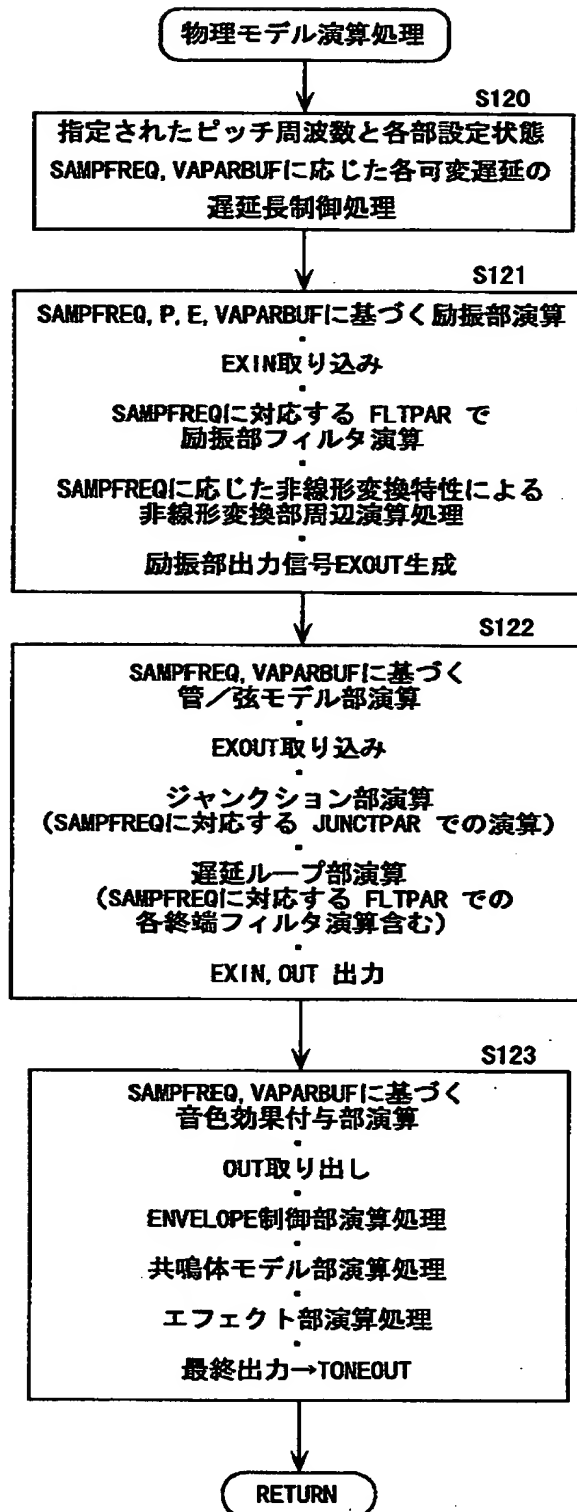 物理モデル演算処理
S120
指定されたピッチ周波数と各部設定状態
SAMPFREQ, VAPARBUFに応じた各可変遅延の
遅延長制御処理
S121
SAMPFREQ, P, E, VAPARBUFに基づく励振部演算
・
EXIN取り込み
・
SAMPFREQに対応する FLTPAR で
励振部フィルタ演算
・
SAMPFREQに応じた非線形変換特性による
非線形変換部周辺演算処理
・
励振部出力信号EXOUT生成
S122
SAMPFREQ, VAPARBUFに基づく
管／弦モデル部演算
・
EXOUT取り込み
・
ジャンクション部演算
(SAMPFREQに対応する JUNCTPAR での演算)
・
遅延ループ部演算
(SAMPFREQに対応する FLTPAR での
各終端フィルタ演算含む)
・
EXIN, OUT 出力
S123
SAMPFREQ, VAPARBUFに基づく
音色効果付与部演算
・
OUT取り出し
・
ENVELOPE制御部演算処理
・
共鳴体モデル部演算処理
・
エフェクト部演算処理
・
最終出力→TONEOUT
RETURN